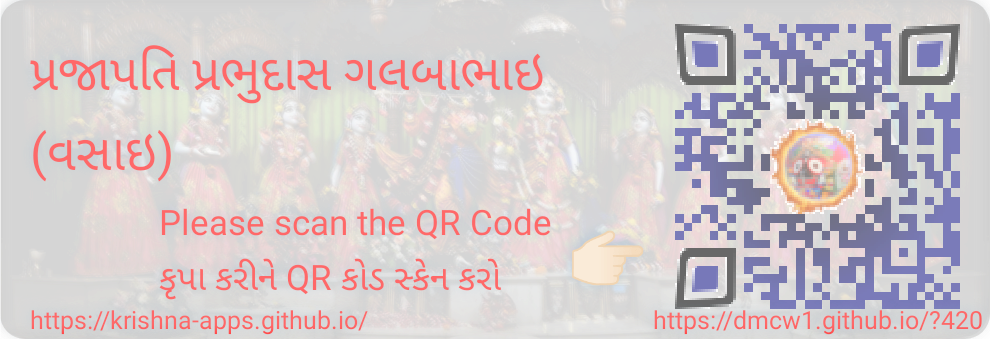 પ્રજાપતિ પ્રભુદાસ ગલબાભાઇ
(વસાઇ)
Please scan the QR Code
કૃપા કરીને QR કોડ સ્કેન કરો
https://krishna-apps.github.io/
https://dmcw1.github.io/?420